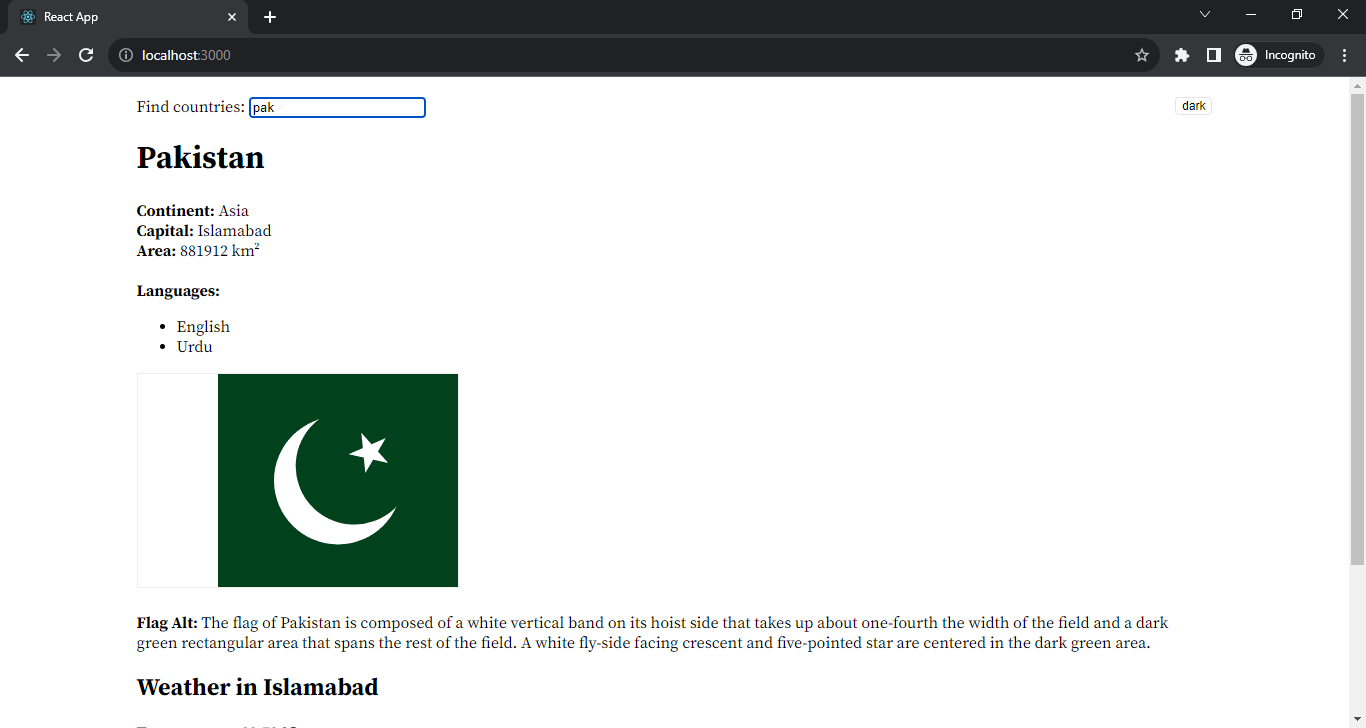 React App
localhost:3000
Incognito
Find countries: pak
dark
Pakistan
Continent: Asia
Capital: Islamabad
Area: 881912 km²
Languages:
English
Urdu
Flag Alt: The flag of Pakistan is composed of a white vertical band on its hoist side that takes up about one-fourth the width of the field and a dark
green rectangular area that spans the rest of the field. A white fly-side facing crescent and five-pointed star are centered in the dark green area.
Weather in Islamabad